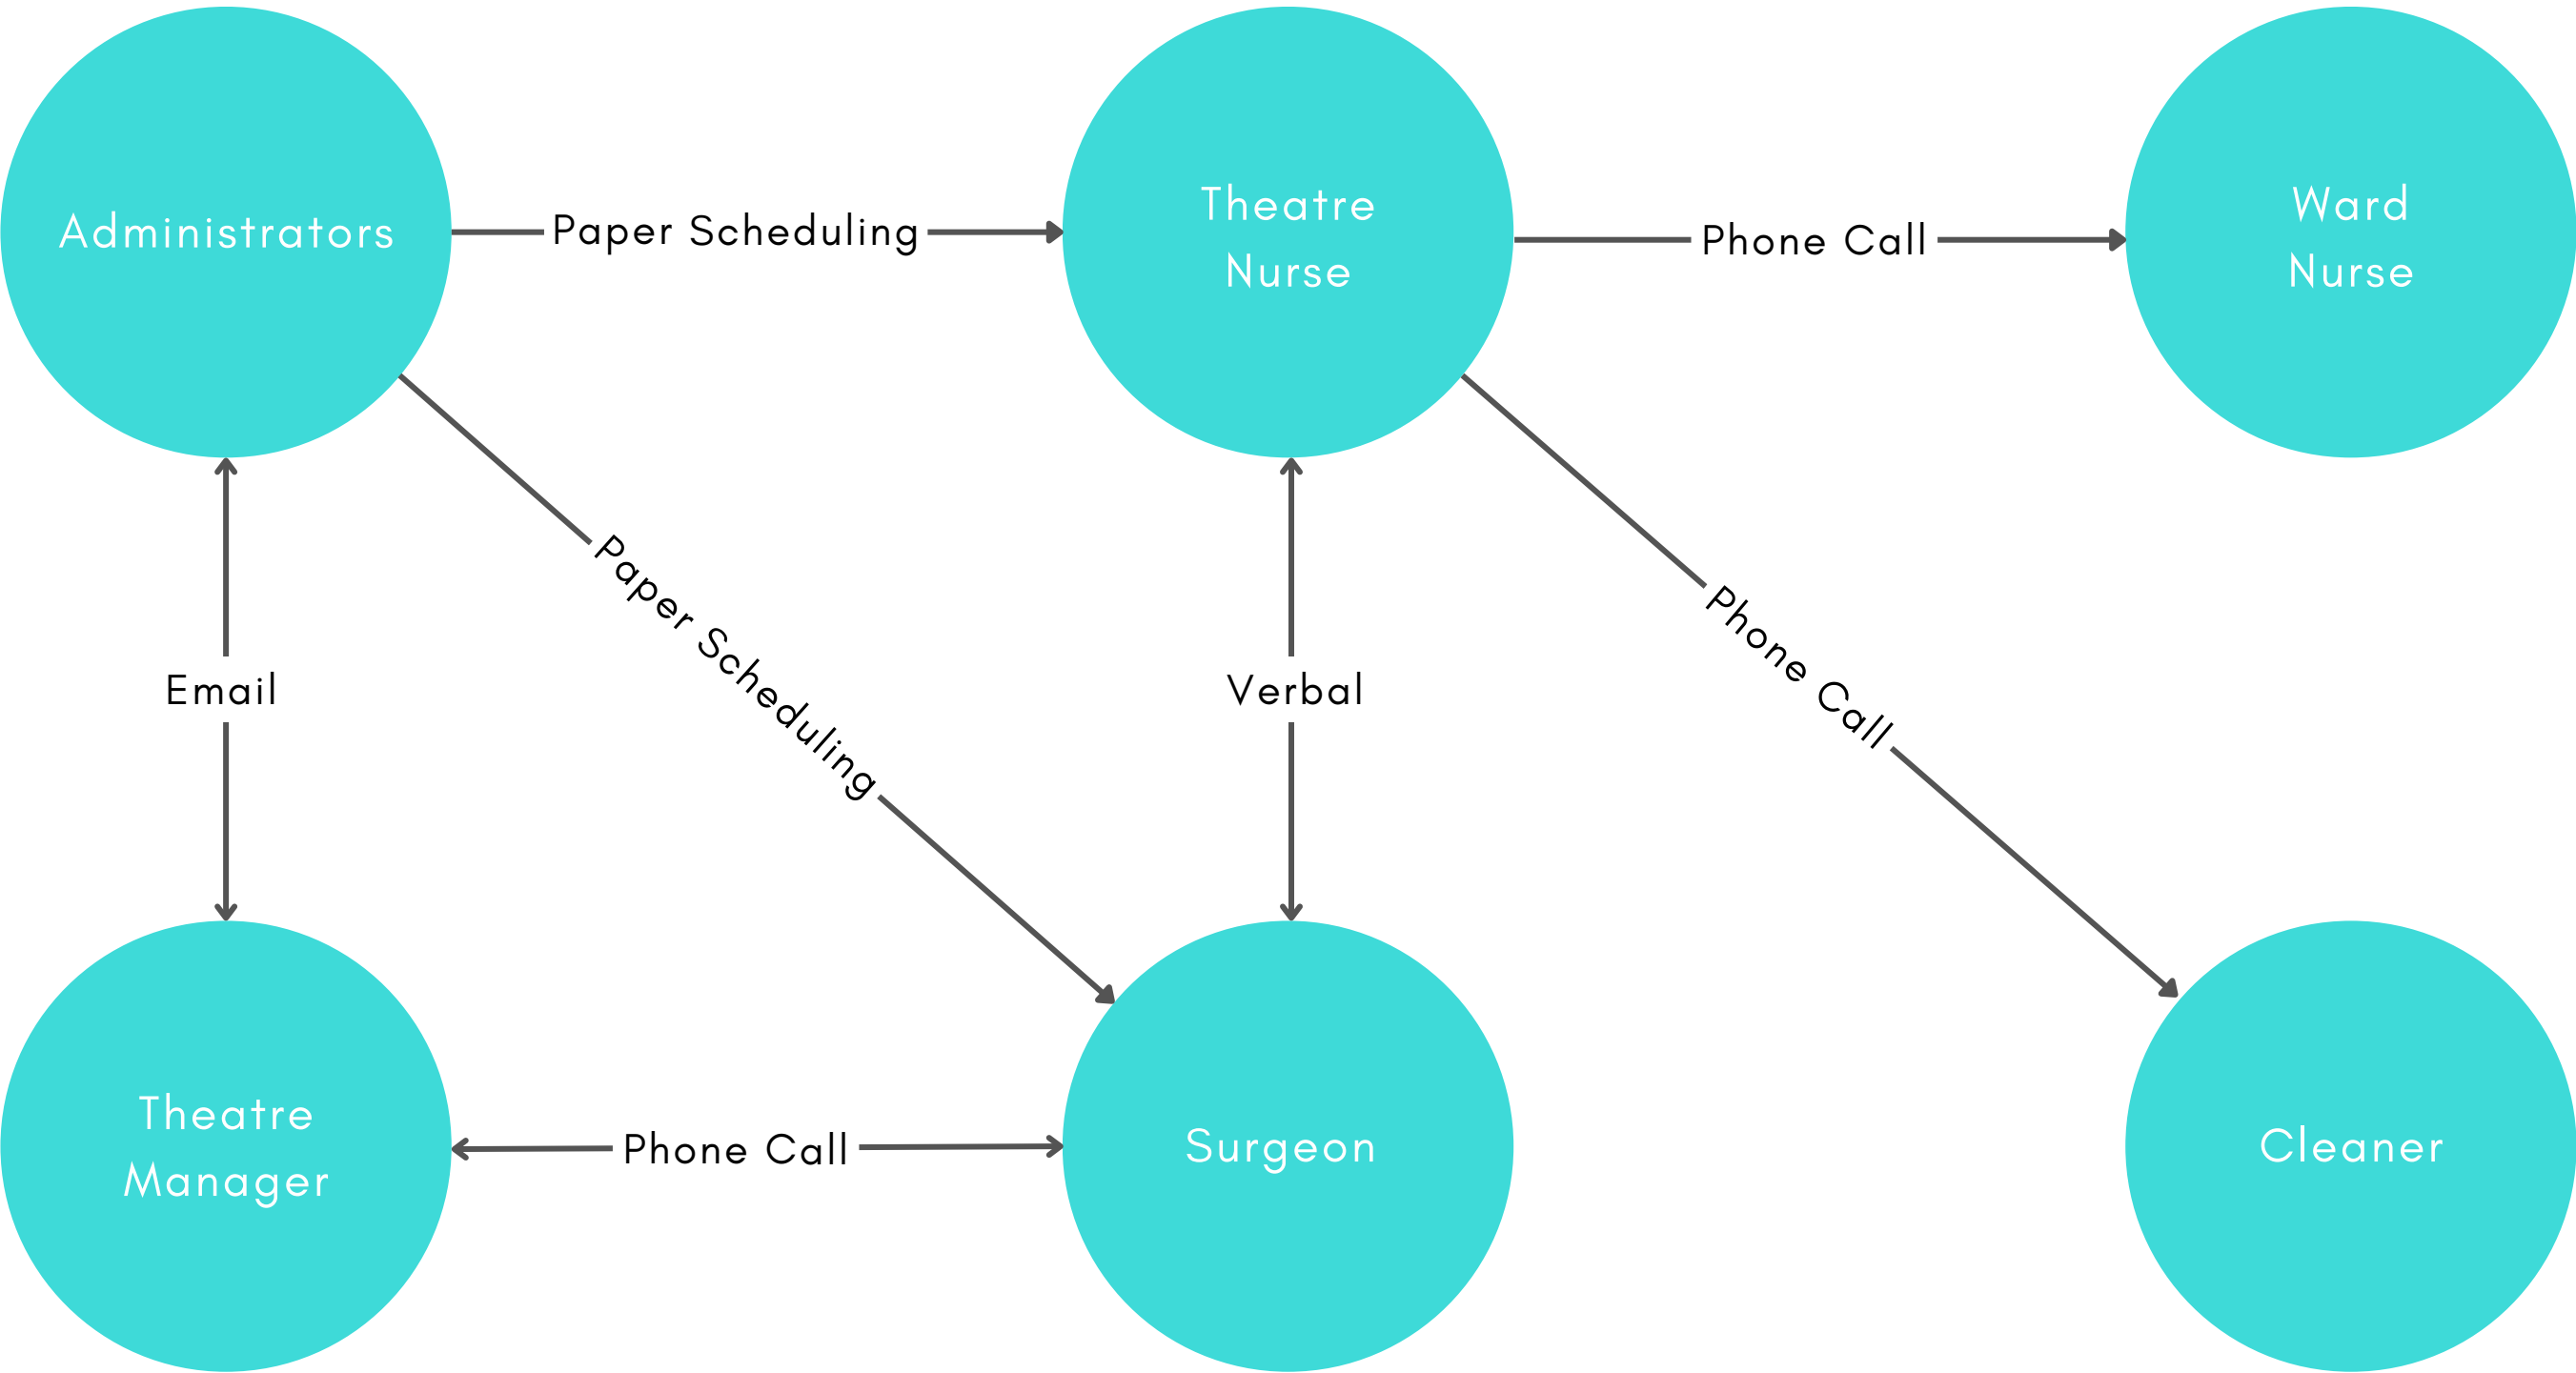 Administrators
Paper Scheduling
Theatre
Nurse
Phone Call
Ward
Nurse
Email
Paper Scheduling
Verbal
Phone Call
Theatre
Manager
Phone Call
Surgeon
Cleaner